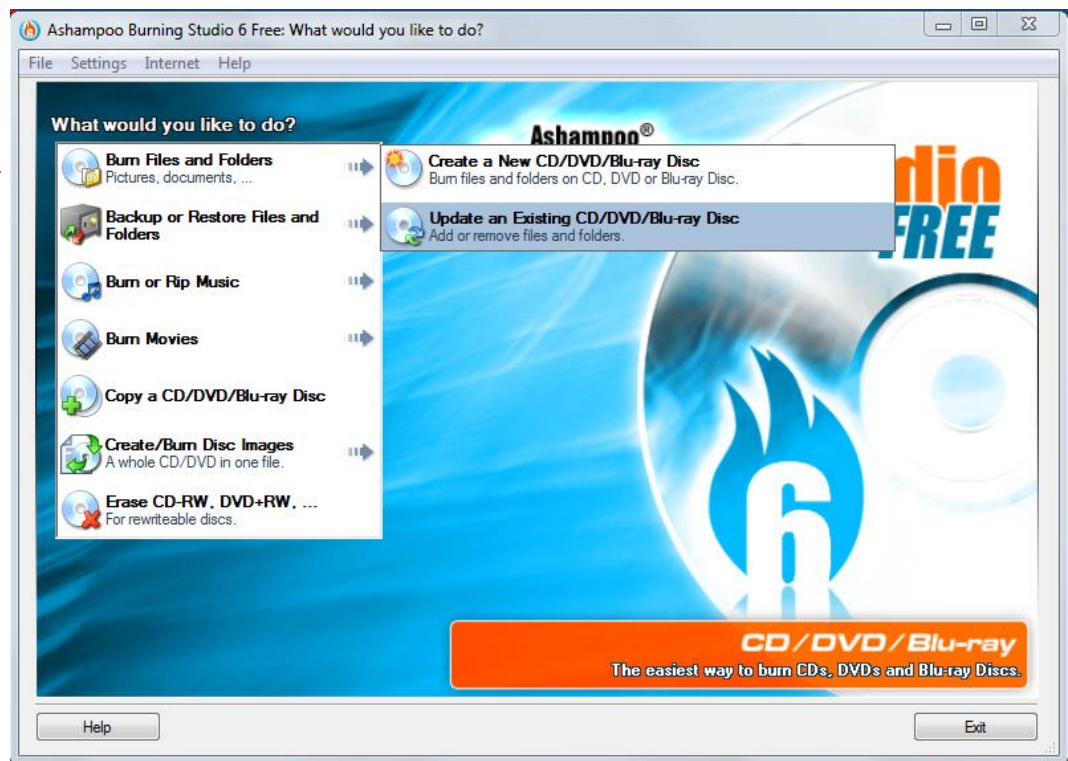 Ashampoo Burning Studio 6 Free: What would you like to do?
File Settings Internet Help
What would you like to do?
Ashampoo®
Burn Files and Folders
Pictures, documents, ...
Create a New CD/DVD/Blu-ray Disc
Burn files and folders on CD, DVD or Blu-ray Disc.
Backup or Restore Files and
Folders
Update an Existing CD/DVD/Blu-ray Disc
Add or remove files and folders.
FREE
Burn or Rip Music
Burn Movies
Copy a CD/DVD/Blu-ray Disc
Create/Burn Disc Images
A whole CD/DVD in one file.
Erase CD-RW, DVD+RW, ...
For rewriteable discs.
6
CD/DVD/Blu-ray
The easiest way to burn CDs, DVDs and Blu-ray Discs.
Help
Exit